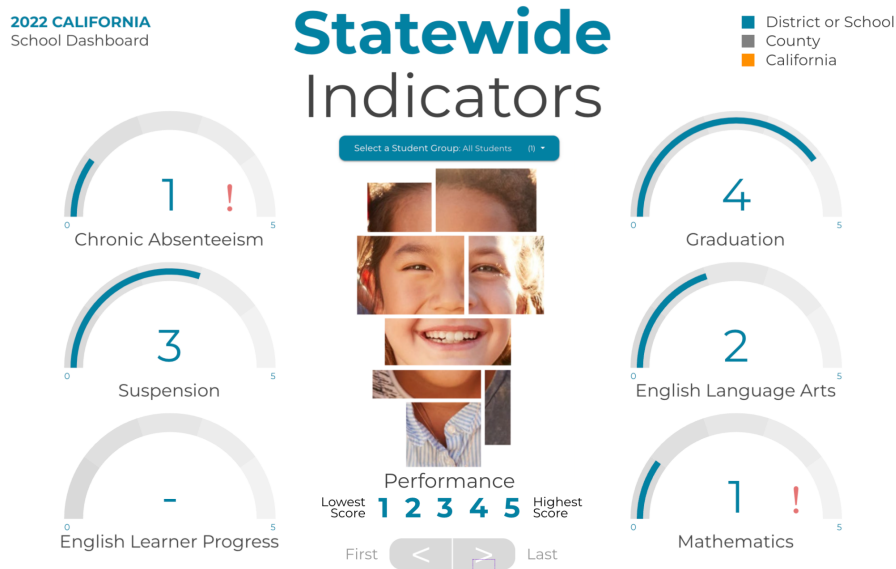 2022 CALIFORNIA
School Dashboard
Statewide
Indicators
District or School
County
California
Select a Student Group: All Students (1)
1 !
0 5
Chronic Absenteeism
3
0 5
Suspension
-
0 5
English Learner Progress
4
0 5
Graduation
2
0 5
English Language Arts
1 !
0 5
Mathematics
Performance
Lowest Score 1 2 3 4 5 Highest Score
First < > Last